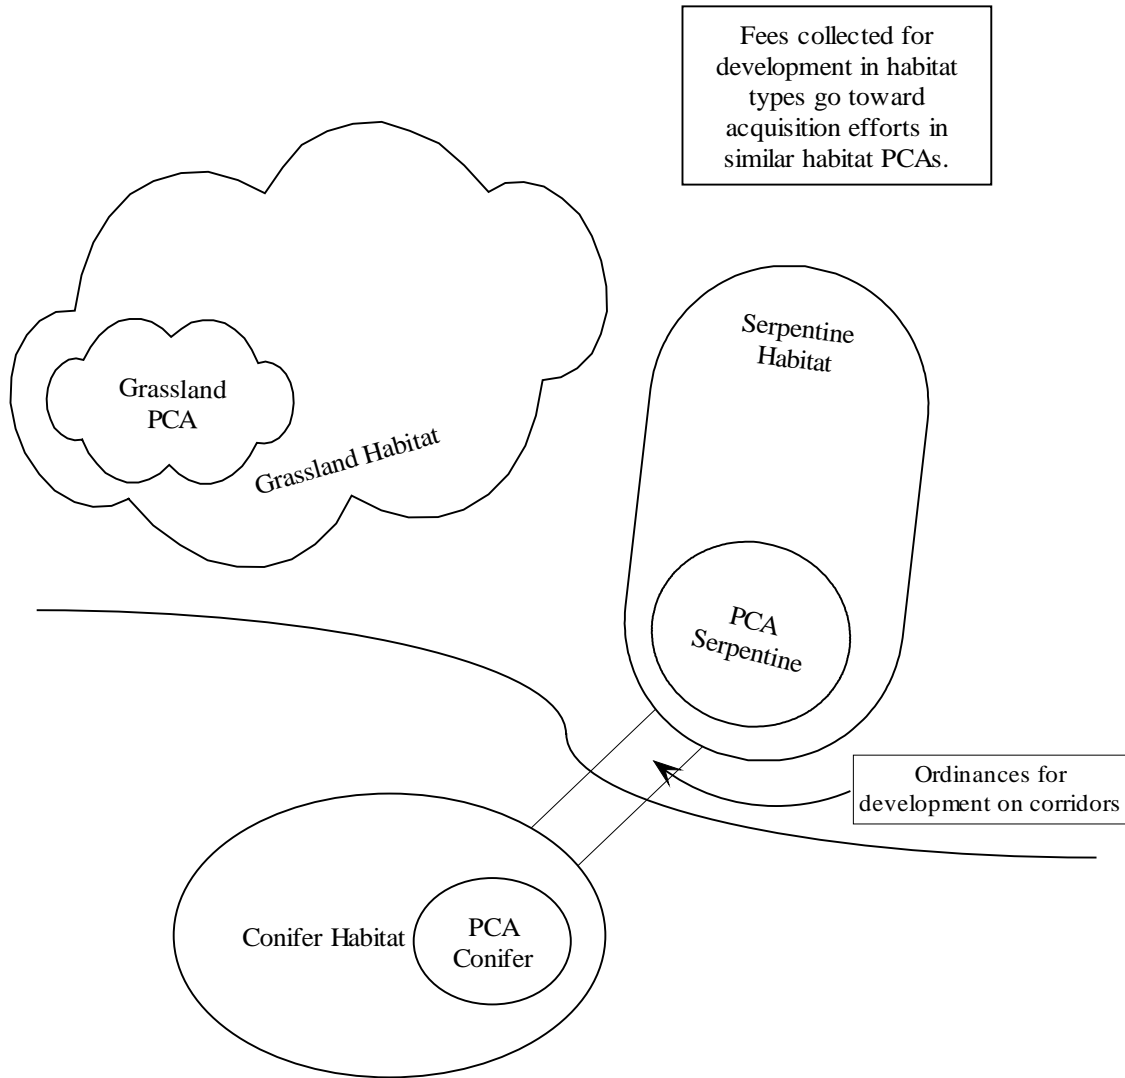 Fees collected for
development in habitat
types go toward
acquisition efforts in
similar habitat PCAs.
Serpentine
Habitat
Grassland
PCA
Grassland Habitat
PCA
Serpentine
Ordinances for
development on corridors
Conifer Habitat
PCA
Conifer